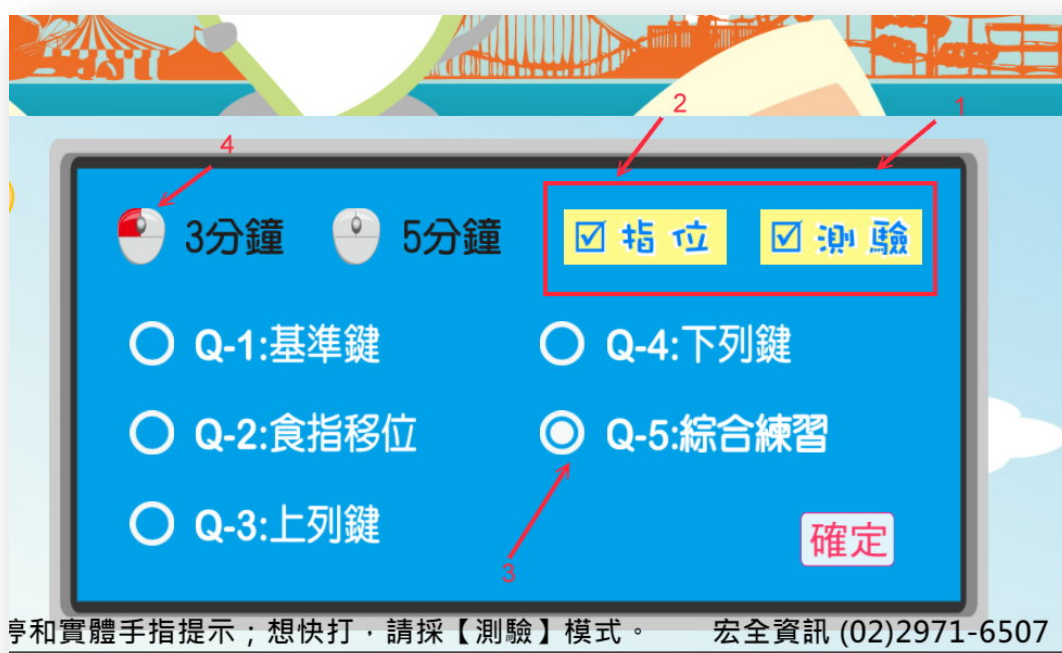 2
1
4
3分鐘 5分鐘 指位 測驗
Q-1:基準鍵 Q-4:下列鍵
Q-2:食指移位 Q-5:綜合練習
Q-3:上列鍵
確定
3
和實體手指提示；想快打，請採【測驗】模式。 宏全資訊 (02)2971-6507